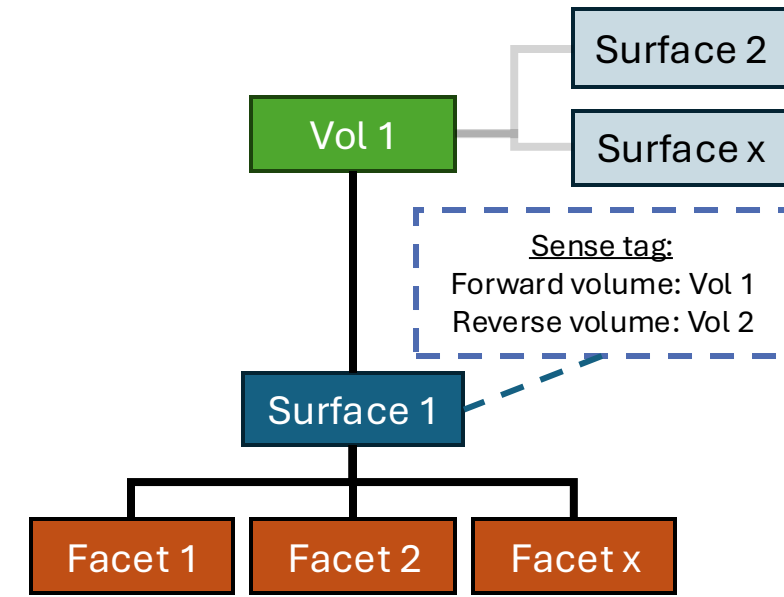 Surface 2
Vol 1
Surface x
Sense tag:
Forward volume: Vol 1
Reverse volume: Vol 2
Surface 1
Facet 1
Facet 2
Facet x